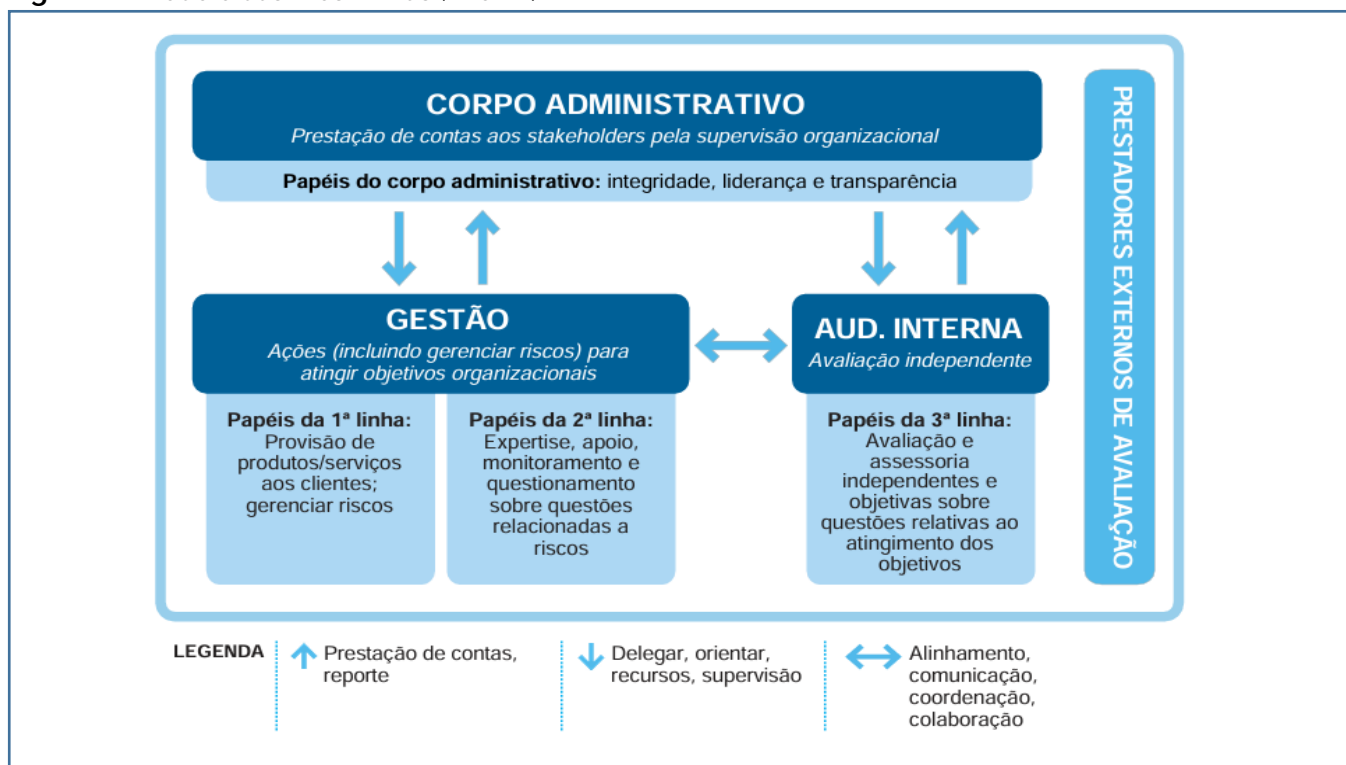 CORPO ADMINISTRATIVO
Prestação de contas aos stakeholders pela supervisão organizacional
Papéis do corpo administrativo: integridade, liderança e transparência
GESTÃO
Ações (incluindo gerenciar riscos) para
atingir objetivos organizacionais
Papéis da 1ª linha:
Provisão de
produtos/serviços
aos clientes;
gerenciar riscos
Papéis da 2ª linha:
Expertise, apoio,
monitoramento e
questionamento
sobre questões
relacionadas a
riscos
AUD. INTERNA
Avaliação independente
Papéis da 3ª linha:
Avaliação e
assessoria
independentes e
objetivas sobre
questões relativas ao
atingimento dos
objetivos
PRESTADORES EXTERNOS DE AVALIAÇÃO
LEGENDA
Prestação de contas,
reporte
Delegar, orientar,
recursos, supervisão
Alinhamento,
comunicação,
coordenação,
colaboração